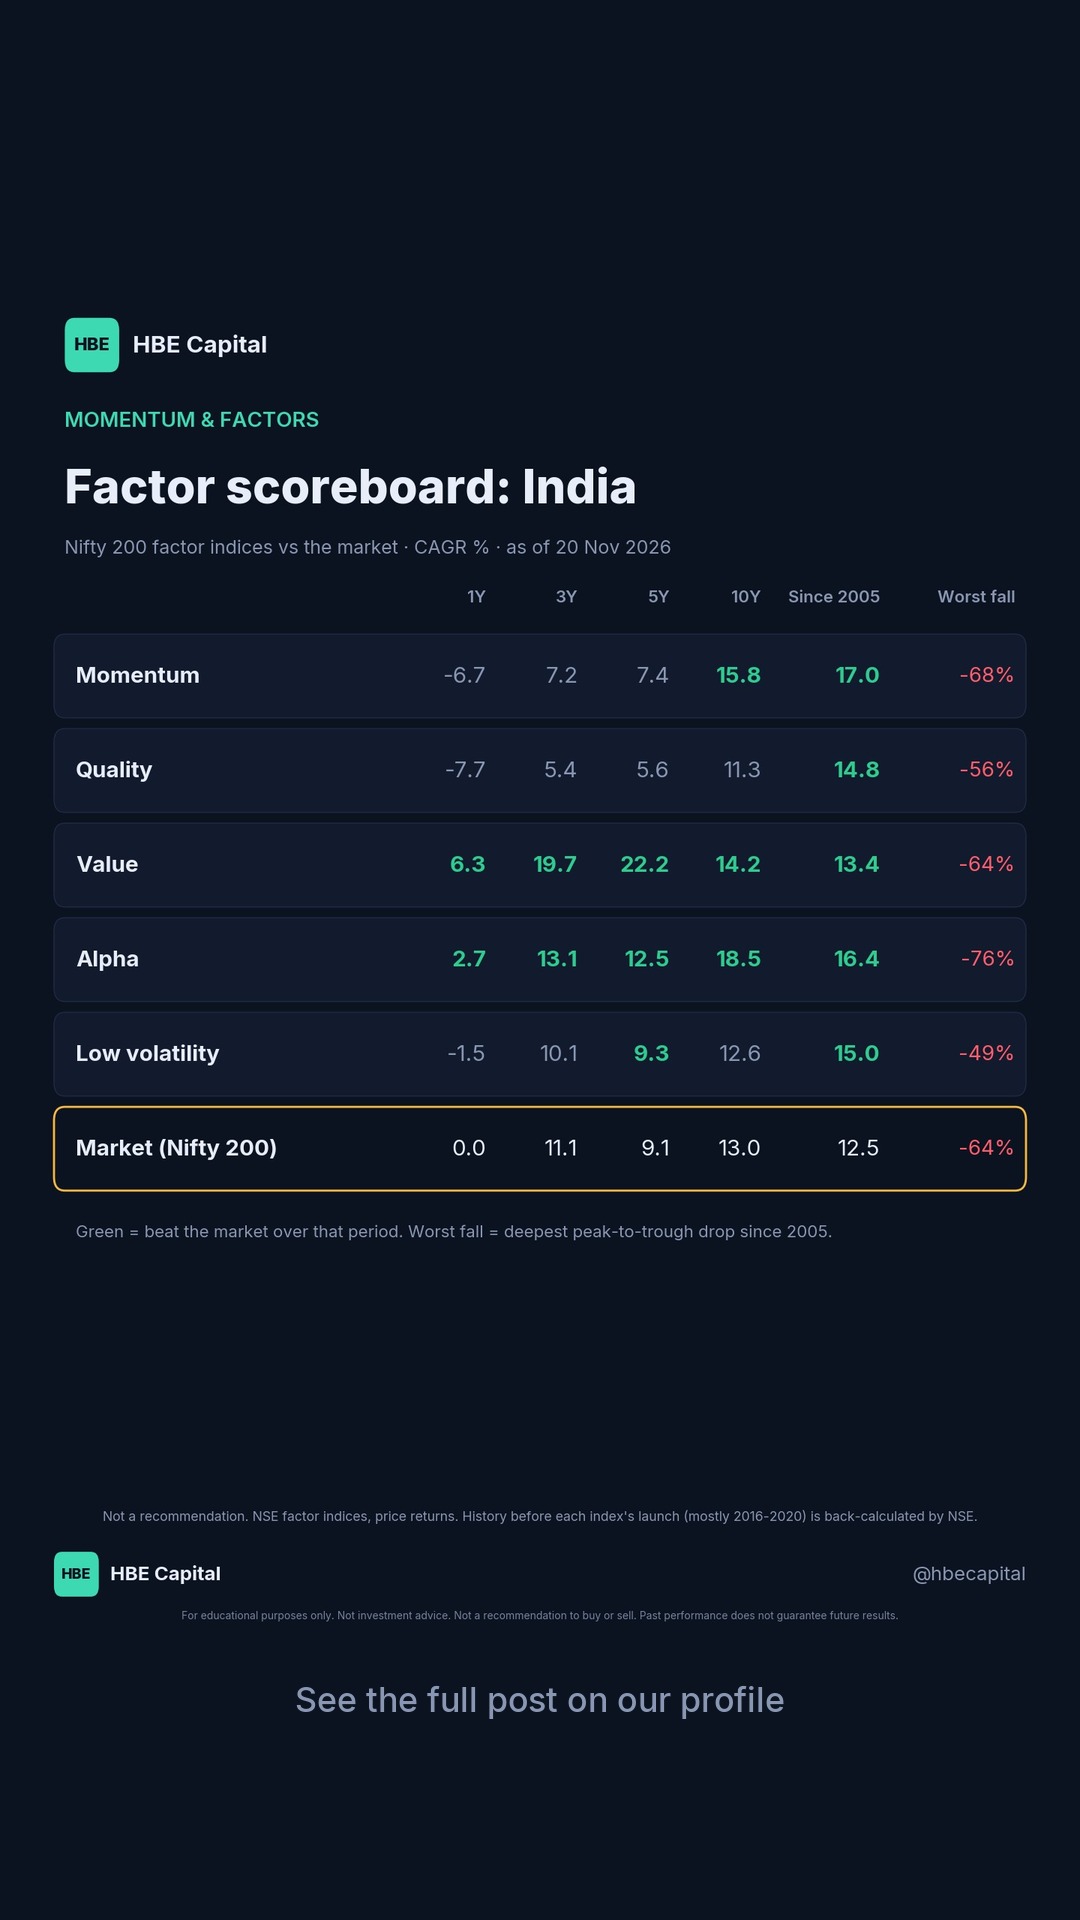 HBE HBE Capital
MOMENTUM & FACTORS
Factor scoreboard: India
Nifty 200 factor indices vs the market · CAGR % · as of 20 Nov 2026
1Y 3Y 5Y 10Y Since 2005 Worst fall
Momentum -6.7 7.2 7.4 15.8 17.0 -68%
Quality -7.7 5.4 5.6 11.3 14.8 -56%
Value 6.3 19.7 22.2 14.2 13.4 -64%
Alpha 2.7 13.1 12.5 18.5 16.4 -76%
Low volatility -1.5 10.1 9.3 12.6 15.0 -49%
Market (Nifty 200) 0.0 11.1 9.1 13.0 12.5 -64%
Green = beat the market over that period. Worst fall = deepest peak-to-trough drop since 2005.
Not a recommendation. NSE factor indices, price returns. History before each index's launch (mostly 2016-2020) is back-calculated by NSE.
HBE HBE Capital @hbecapital
For educational purposes only. Not investment advice. Not a recommendation to buy or sell. Past performance does not guarantee future results.
See the full post on our profile